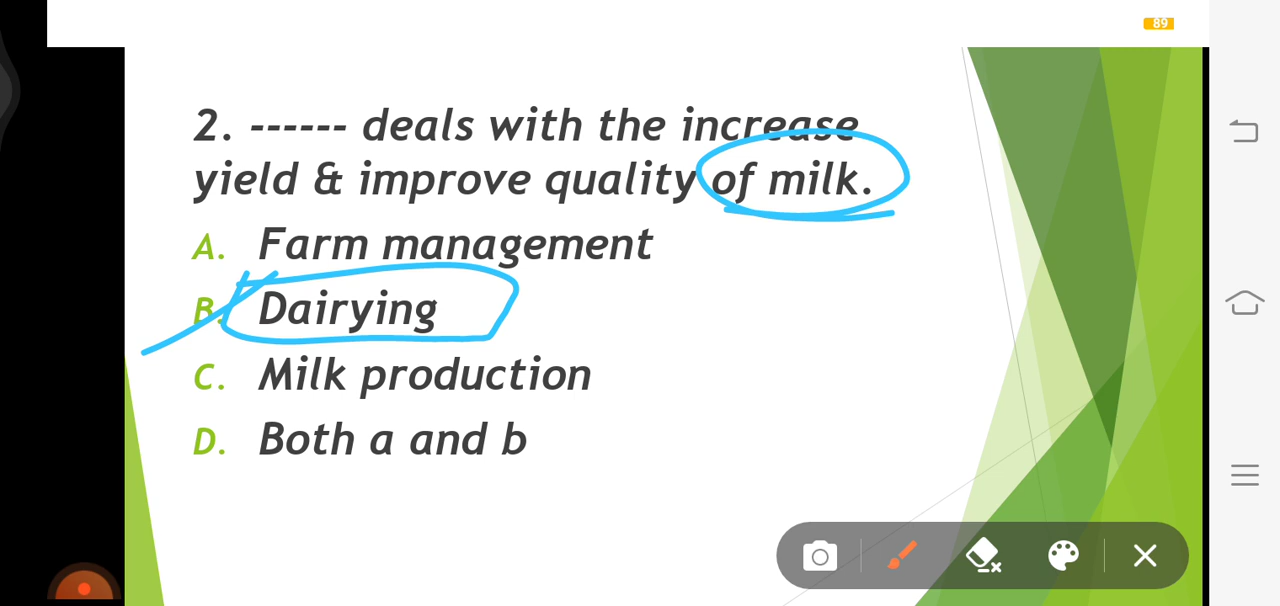 89
2. ------ deals with the increase
yield & improve quality of milk.
A. Farm management
B. Dairying
C. Milk production
D. Both a and b